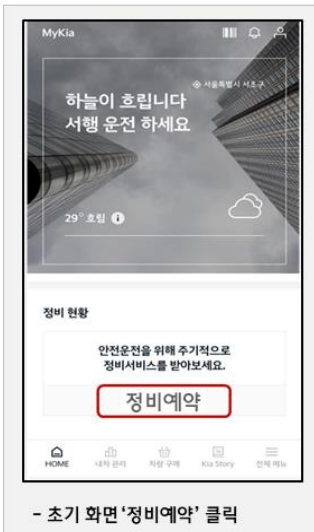 MyKia
서울특별시 서초구
하늘이 흐립니다
서행 운전 하세요
29° 흐림
정비 현황
안전운전을 위해 주기적으로
정비서비스를 받아보세요.
정비예약
HOME 내차 관리 차량 구매 Kia Story 전체 메뉴
- 초기 화면 '정비예약' 클릭